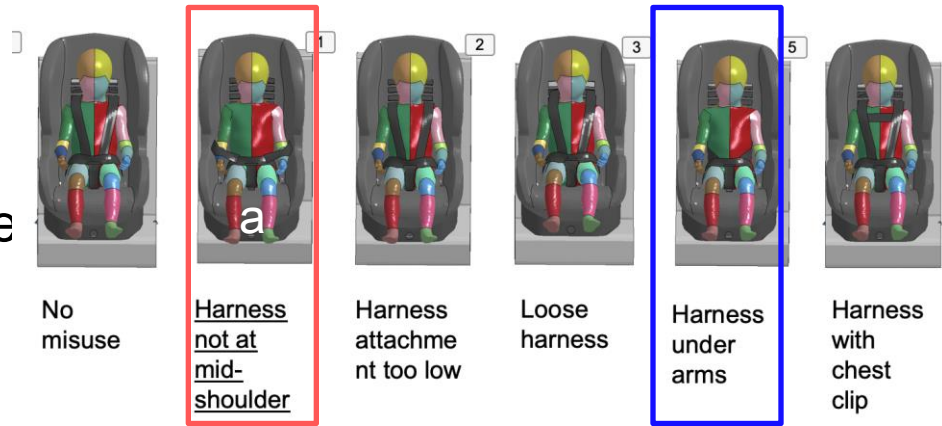 1
2
3
5
e
a
No
misuse
Harness
not at
mid-
shoulder
Harness
attachme
nt too low
Loose
harness
Harness
under
arms
Harness
with
chest
clip